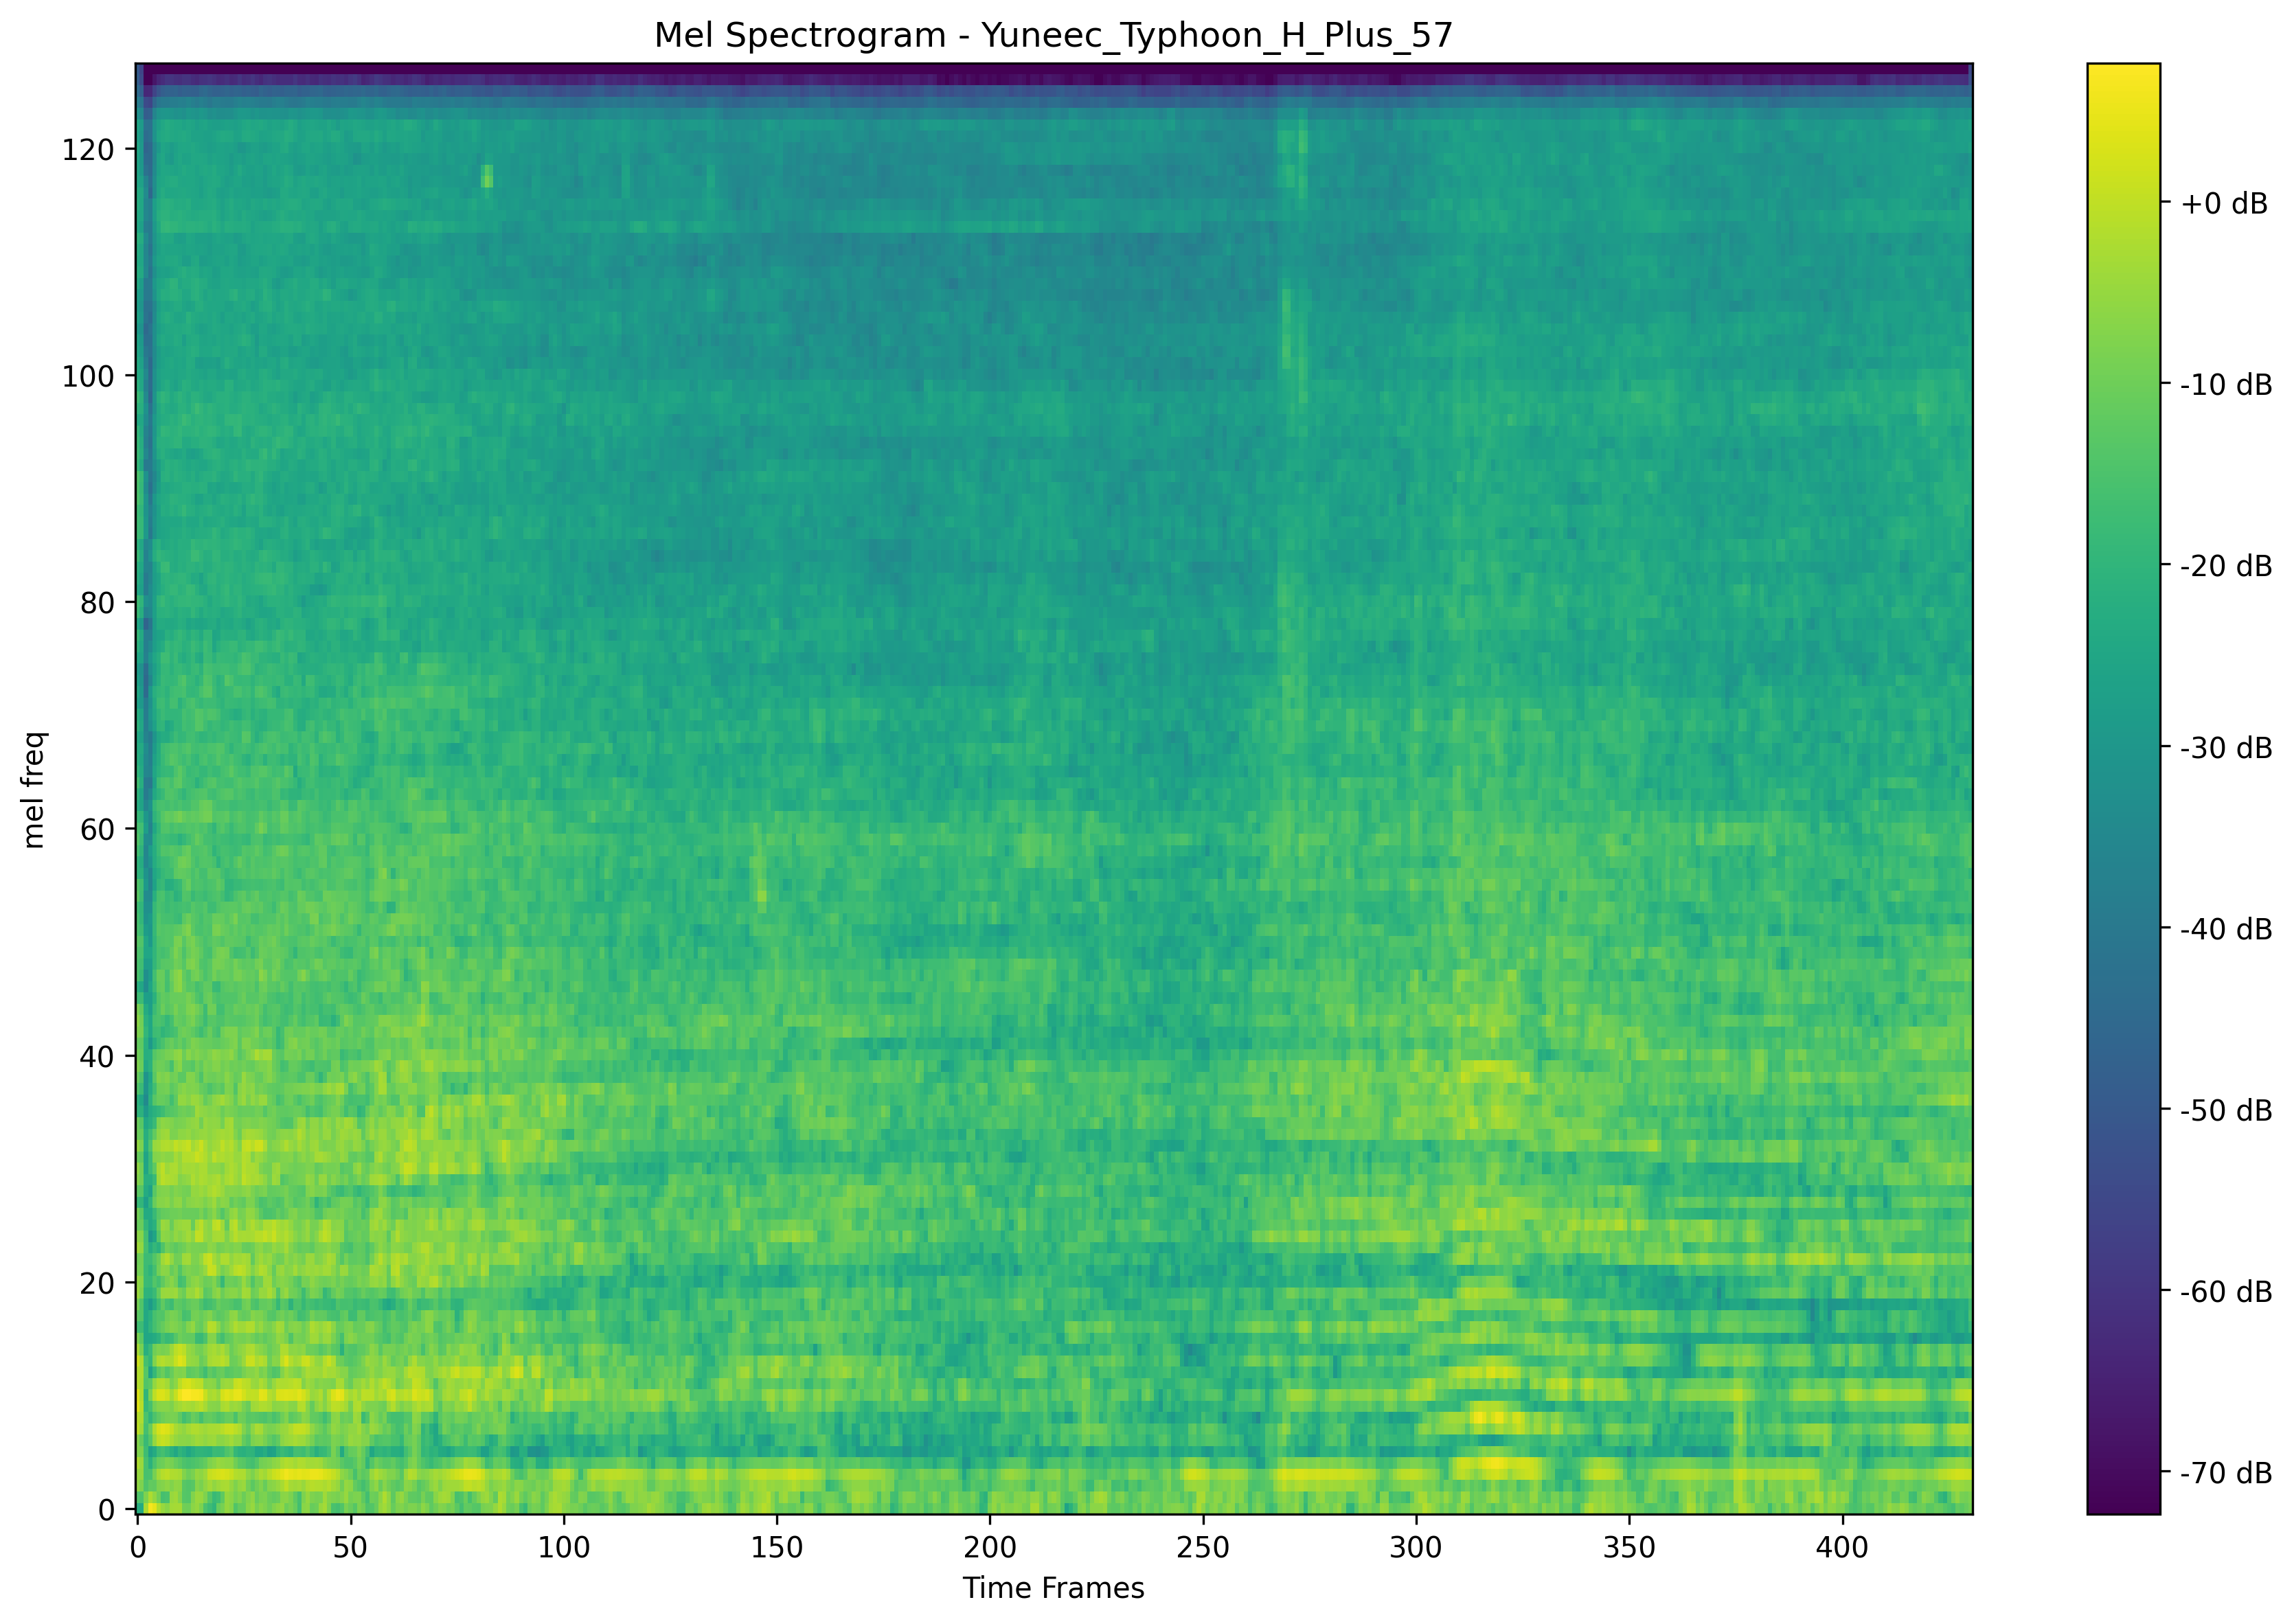 Mel Spectrogram - Yuneec_Typhoon_H_Plus_57
mel freq
120
100
80
60
40
20
0
0 50 100 150 200 250 300 350 400
Time Frames
+0 dB
-10 dB
-20 dB
-30 dB
-40 dB
-50 dB
-60 dB
-70 dB